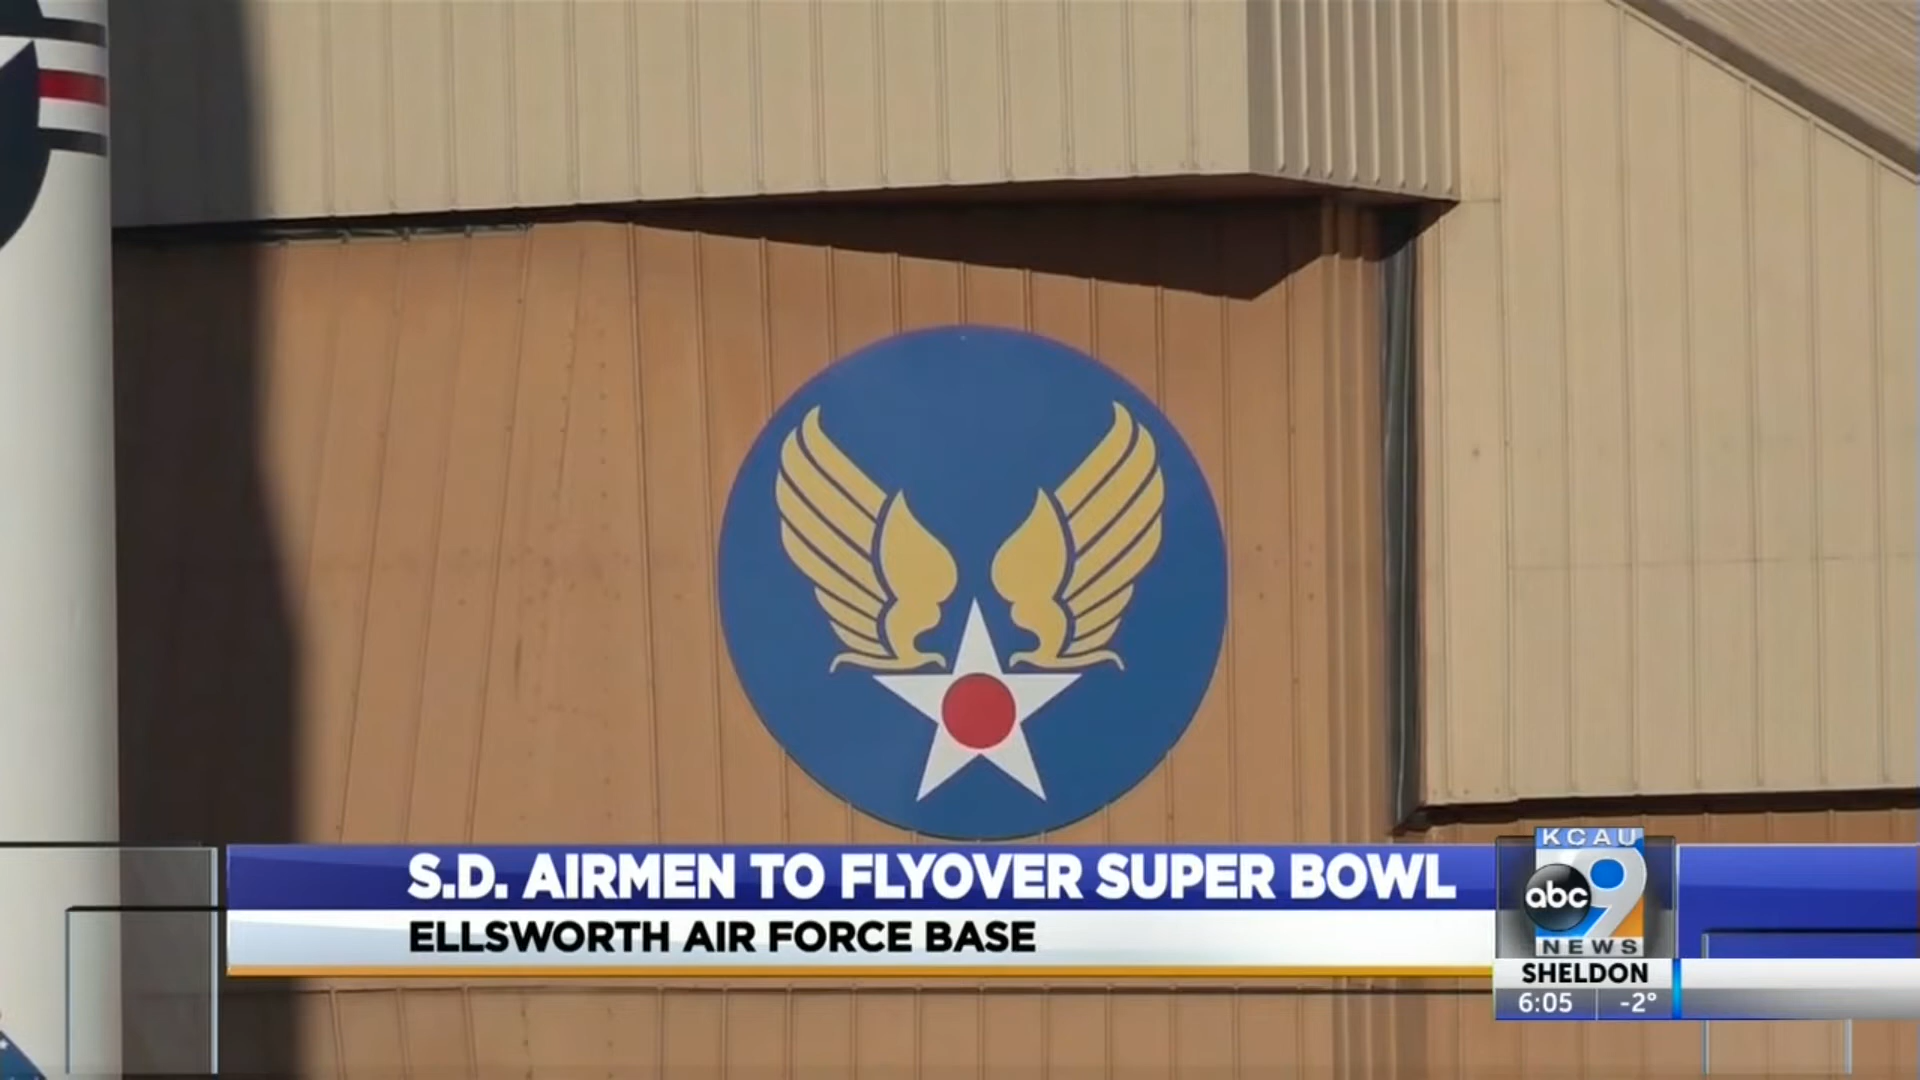 S.D. AIRMEN TO FLYOVER SUPER BOWL
ELLSWORTH AIR FORCE BASE
KCAU
abc 9
NEWS
SHELDON
6:05 -2°